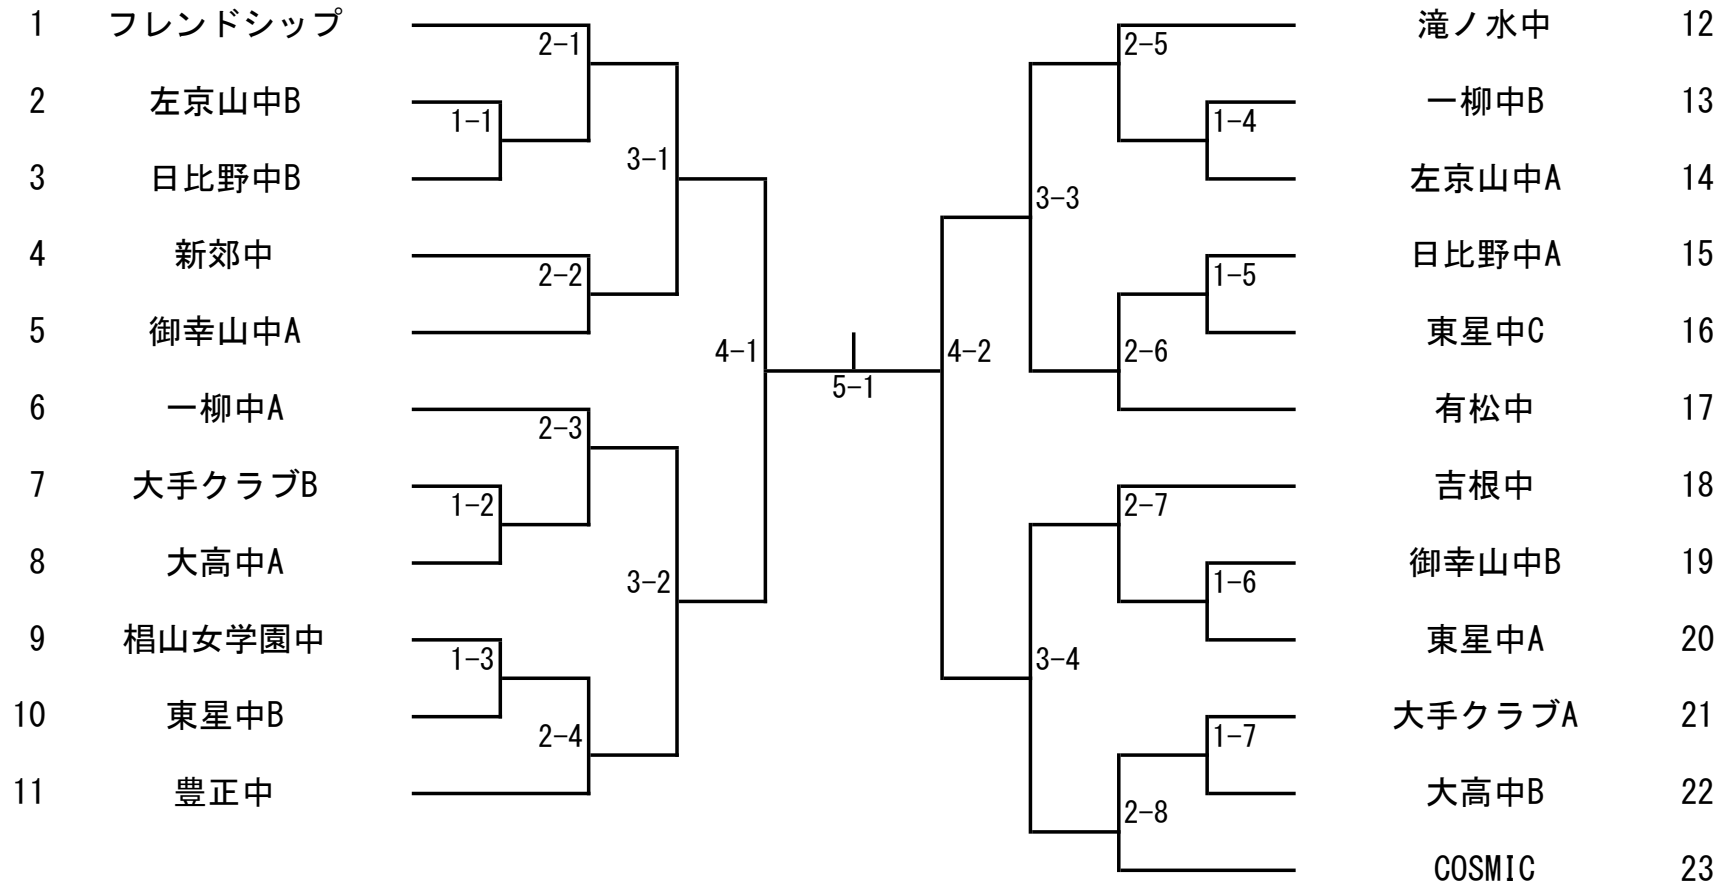 1 フレンドシップ
2-1
2 左京山中B
1-1
3 日比野中B
3-1
4 新郊中
2-2
5 御幸山中A
4-1
6 一柳中A
2-3
7 大手クラブB
1-2
8 大高中A
3-2
9 椙山女学園中
1-3
10 東星中B
2-4
11 豊正中
5-1
滝ノ水中 12
2-5
一柳中B 13
1-4
左京山中A 14
3-3
日比野中A 15
1-5
東星中C 16
4-2
2-6
有松中 17
吉根中 18
2-7
御幸山中B 19
1-6
東星中A 20
3-4
大手クラブA 21
1-7
大高中B 22
2-8
COSMIC 23